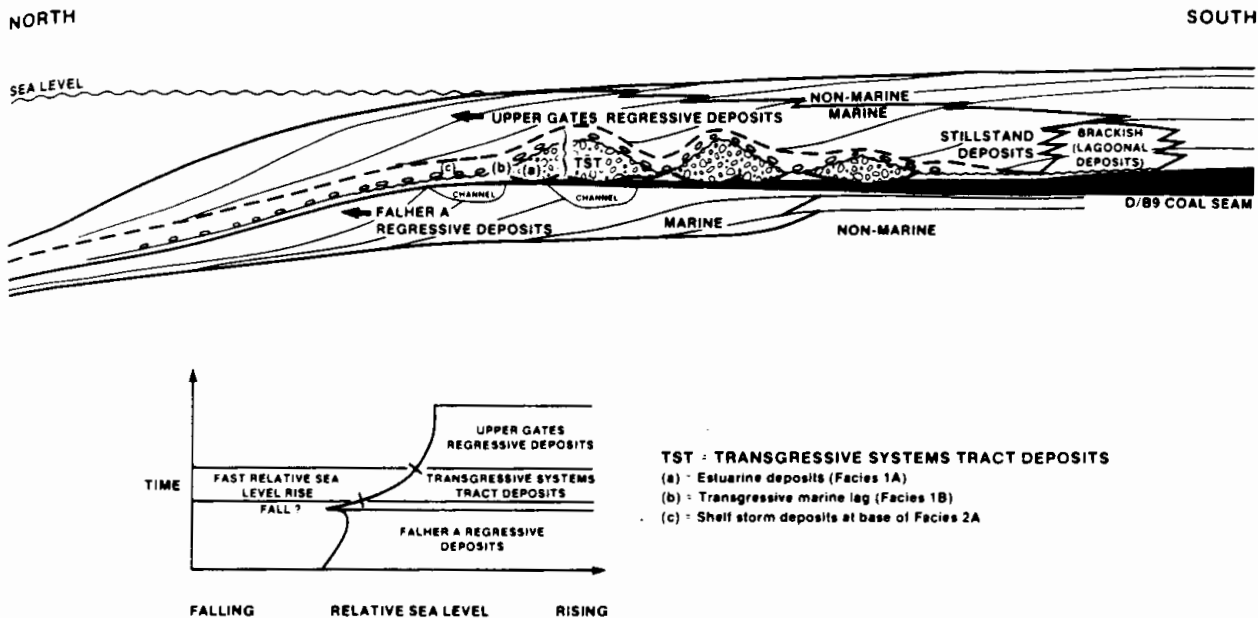 NORTH
SOUTH
SEA LEVEL
NON-MARINE
MARINE
UPPER GATES REGRESSIVE DEPOSITS
STILLSTAND
DEPOSITS
BRACKISH
(LAGOONAL
DEPOSITS)
(c)
(b)
(a)
TST
CHANNEL
CHANNEL
D/B9 COAL SEAM
FALHER A
REGRESSIVE DEPOSITS
MARINE
NON-MARINE
TIME
UPPER GATES
REGRESSIVE DEPOSITS
FAST RELATIVE SEA
LEVEL RISE
TRANSGRESSIVE SYSTEMS
TRACT DEPOSITS
FALL ?
FALHER A REGRESSIVE
DEPOSITS
FALLING
RELATIVE SEA LEVEL
RISING
TST = TRANSGRESSIVE SYSTEMS TRACT DEPOSITS
(a) = Estuarine deposits (Facies 1A)
(b) = Transgressive marine lag (Facies 1B)
(c) = Shelf storm deposits at base of Facies 2A